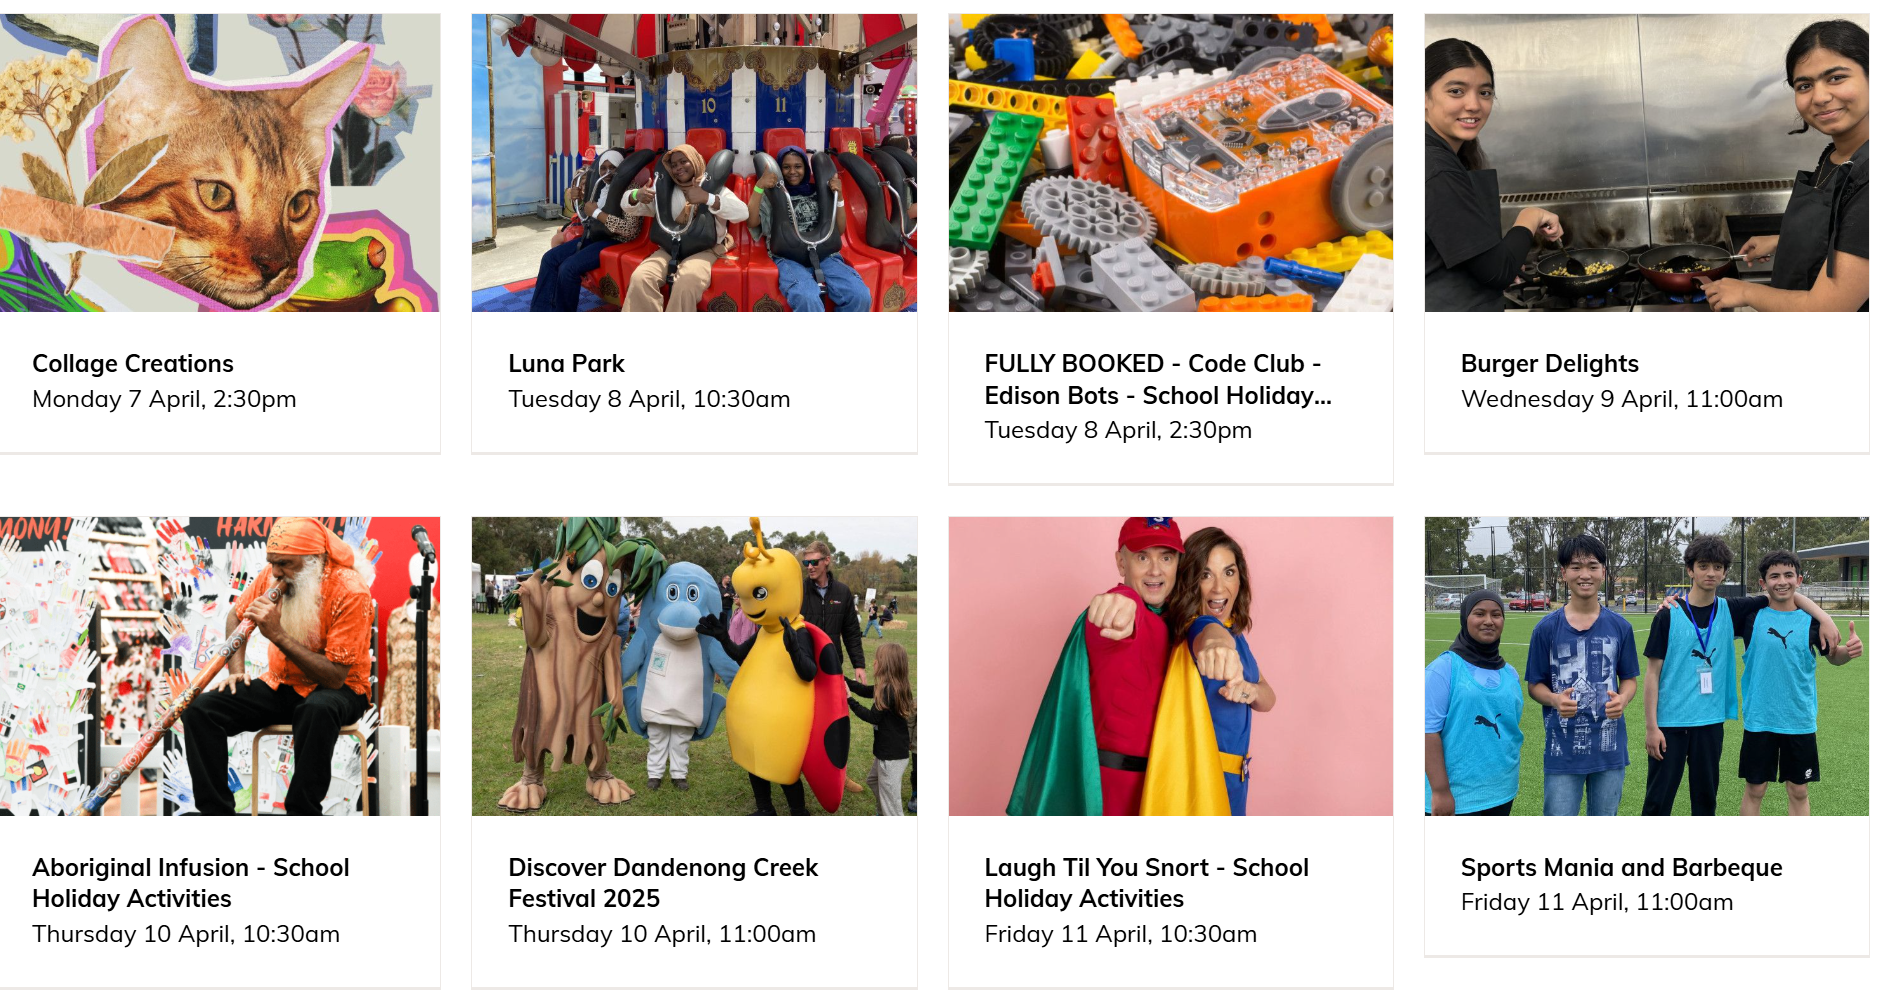 10
11
Collage Creations
Monday 7 April, 2:30pm
Luna Park
Tuesday 8 April, 10:30am
FULLY BOOKED - Code Club -
Edison Bots - School Holiday...
Tuesday 8 April, 2:30pm
Burger Delights
Wednesday 9 April, 11:00am
MONY!
Aboriginal Infusion - School
Holiday Activities
Thursday 10 April, 10:30am
Discover Dandenong Creek
Festival 2025
Thursday 10 April, 11:00am
Laugh Til You Snort - School
Holiday Activities
Friday 11 April, 10:30am
Sports Mania and Barbeque
Friday 11 April, 11:00am